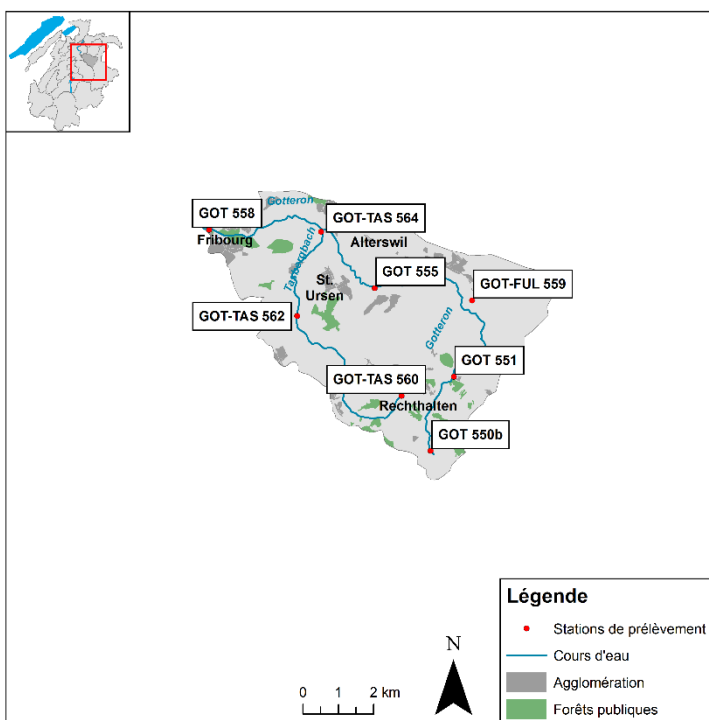 Gotteron
GOT 558
GOT-TAS 564
Fribourg
Alterswil
Tasbergbach
St.
Ursen
GOT 555
GOT-FUL 559
GOT-TAS 562
Gotteron
GOT 551
GOT-TAS 560
Rechthalten
GOT 550b
Légende
Stations de prélèvement
Cours d'eau
Agglomération
Forêts publiques
N
0 1 2 km